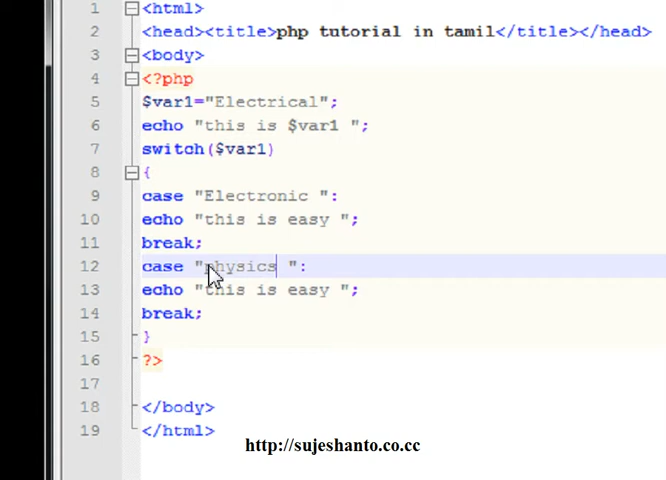 1 <html>
2 <head><title>php tutorial in tamil</title></head>
3 <body>
4 <?php
5 $var1="Electrical";
6 echo "this is $var1 ";
7 switch($var1)
8 {
9 case "Electronic ":
10 echo "this is easy ";
11 break;
12 case "physics ":
13 echo "this is easy ";
14 break;
15 }
16 ?>
17
18 </body>
19 </html>
http://sujeshanto.co.cc